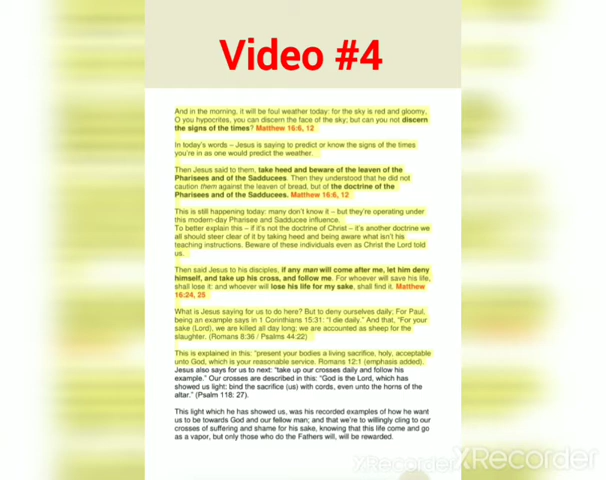 Video #4
And in the morning, it will be foul weather today: for the sky is red and gloomy.
O you hypocrites, you can discern the face of the sky; but can you not discern
the signs of the times? Matthew 16:6, 12
In today's words – Jesus is saying to predict or know the signs of the times
you're in as one would predict the weather.
Then Jesus said to them, take heed and beware of the leaven of the
Pharisees and of the Sadducees. Then they understood that he did not
caution them against the leaven of bread, but of the doctrine of the
Pharisees and of the Sadducees. Matthew 16:6, 12
This is still happening today: many don't know it – but they're operating under
this modern-day Pharisee and Sadducee influence.
To better explain this – if it's not the doctrine of Christ – it's another doctrine we
all should steer clear of it by taking heed and being aware what isn't his
teaching instructions. Beware of these individuals even as Christ the Lord told
us.
Then said Jesus to his disciples, if any man will come after me, let him deny
himself, and take up his cross, and follow me. For whoever will save his life,
shall lose it: and whoever will lose his life for my sake, shall find it. Matthew
16:24, 25
What is Jesus saying for us to do here? But to deny ourselves daily; For Paul,
being an example says in 1 Corinthians 15:31: "I die daily." And that, "For your
sake (Lord), we are killed all day long; we are accounted as sheep for the
slaughter. (Romans 8:36 / Psalms 44:22)
This is explained in this: "present your bodies a living sacrifice, holy, acceptable
unto God, which is your reasonable service. Romans 12:1 (emphasis added).
Jesus also says for us to next: "take up our crosses daily and follow his
example." Our crosses are described in this: "God is the Lord, which has
showed us light: bind the sacrifice (us) with cords, even unto the horns of the
altar." (Psalm 118: 27).
This light which he has showed us, was his recorded examples of how he want
us to be towards God and our fellow man; and that we're to willingly cling to our
crosses of suffering and shame for his sake, knowing that this life come and go
as a vapor, but only those who do the Fathers will, will be rewarded.
XRecorder
XRecorder